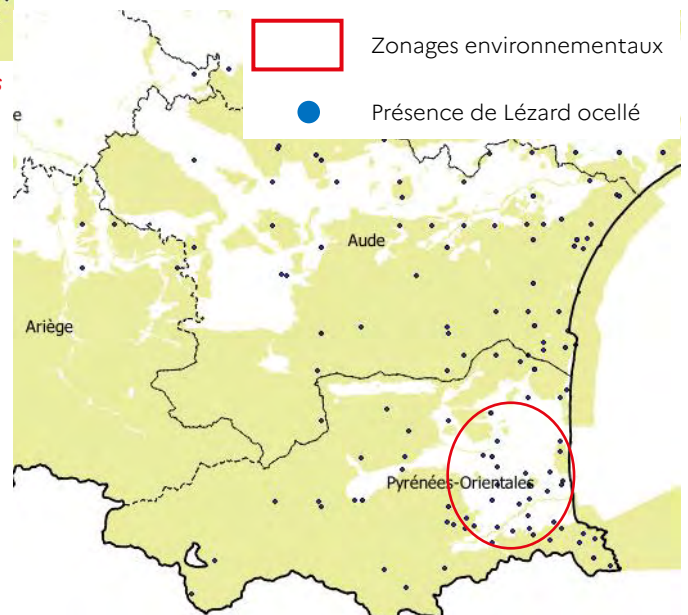 Zonages environnementaux
Présence de Lézard ocellé
s
e
Aude
Ariège
Pyrénées-Orientales